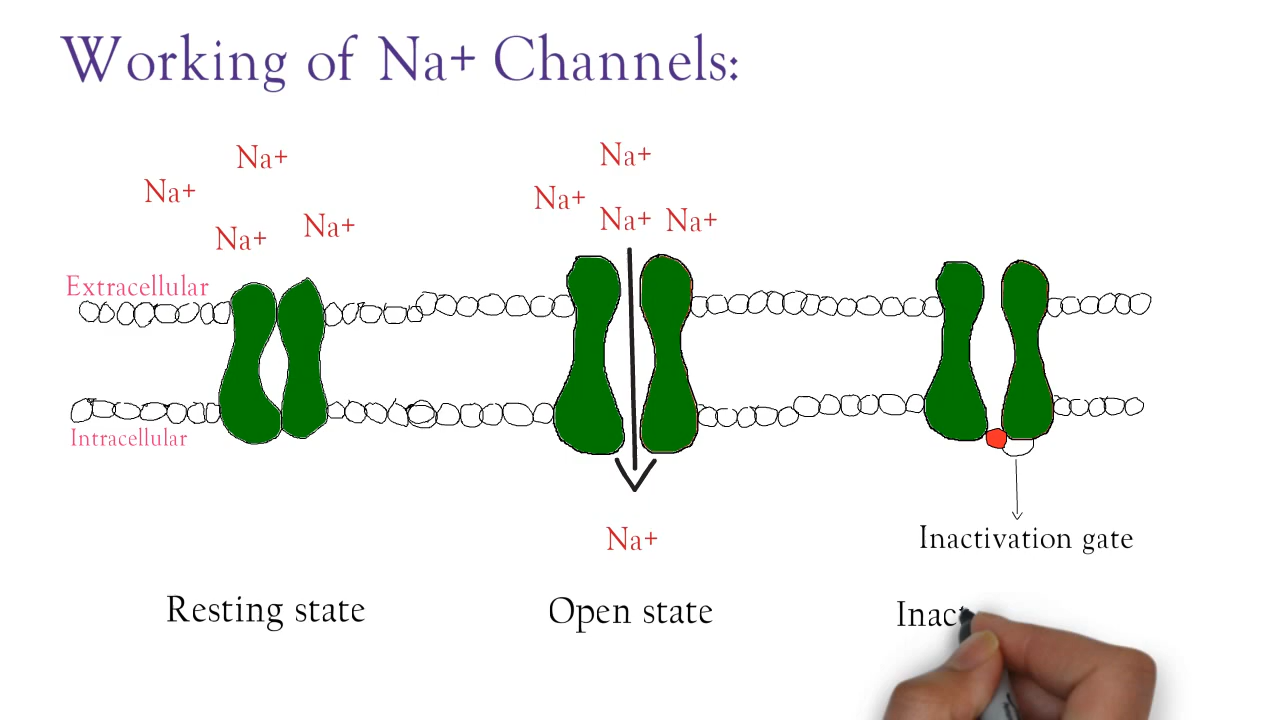 Working of Na+ Channels:
Na+
Na+
Na+
Na+
Na+
Na+
Na+
Na+
Extracellular
Intracellular
Inactivation gate
Na+
Resting state
Open state
Inact